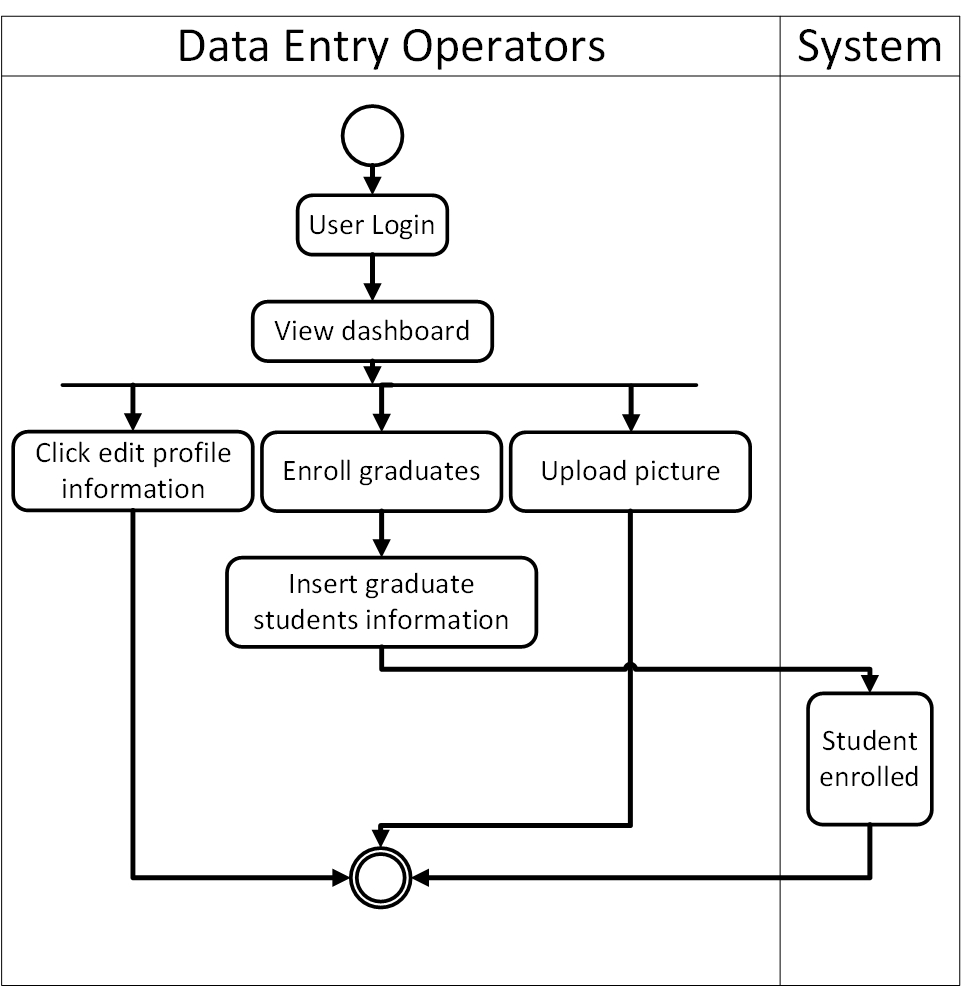 Data Entry Operators
System
User Login
View dashboard
Click edit profile
information
Enroll graduates
Upload picture
Insert graduate
students information
Student
enrolled